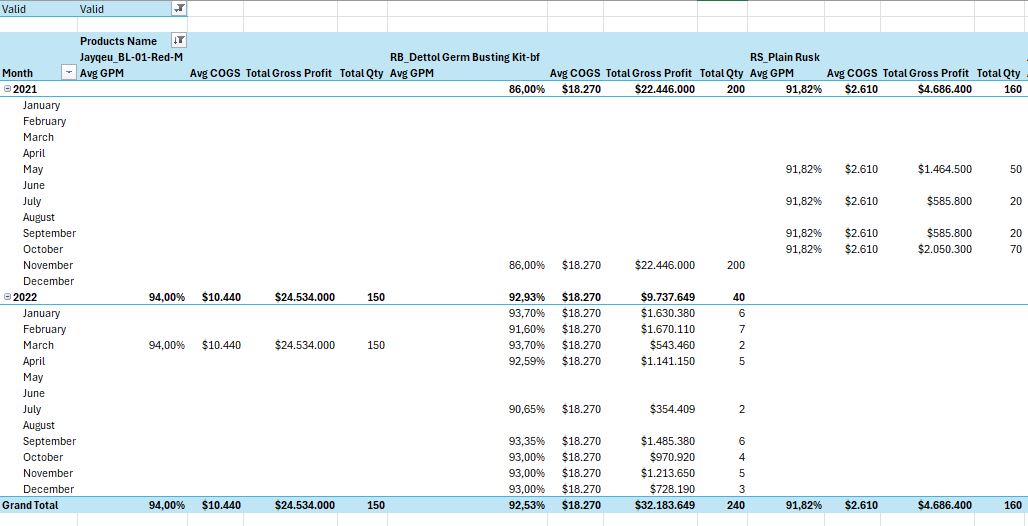 Valid Valid
Products Name
Jayqeu_BL-01-Red-M RB_Dettol Germ Busting Kit-bf RS_Plain Rusk
Month Avg GPM Avg COGS Total Gross Profit Total Qty Avg GPM Avg COGS Total Gross Profit Total Qty Avg GPM Avg COGS Total Gross Profit Total Qty
2021 86,00% $18.270 $22.446.000 200 91,82% $2.610 $4.686.400 160
January
February
March
April
May 91,82% $2.610 $1.464.500 50
June
July 91,82% $2.610 $585.800 20
August
September 91,82% $2.610 $585.800 20
October 91,82% $2.610 $2.050.300 70
November 86,00% $18.270 $22.446.000 200
December
2022 94,00% $10.440 $24.534.000 150 92,93% $18.270 $9.737.649 40
January 93,70% $18.270 $1.630.380 6
February 91,60% $18.270 $1.670.110 7
March 94,00% $10.440 $24.534.000 150 93,70% $18.270 $543.460 2
April 92,59% $18.270 $1.141.150 5
May
June
July 90,65% $18.270 $354.409 2
August
September 93,35% $18.270 $1.485.380 6
October 93,00% $18.270 $970.920 4
November 93,00% $18.270 $1.213.650 5
December 93,00% $18.270 $728.190 3
Grand Total 94,00% $10.440 $24.534.000 150 92,53% $18.270 $32.183.649 240 91,82% $2.610 $4.686.400 160